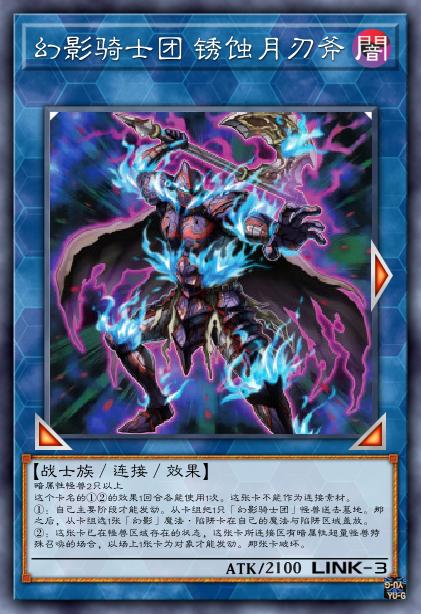 幻影骑士团 锈蚀月刃斧 闇
【战士族／连接／效果】
暗属性怪兽2只以上
这个卡名的①②的效果1回合各能使用1次。这张卡不能作为连接素材。
①：自己主要阶段才能发动。从卡组把1只「幻影骑士团」怪兽送去墓地。那
之后，从卡组选1张「幻影」魔法·陷阱卡在自己的魔法与陷阱区域盖放。
②：这张卡已在怪兽区域存在的状态，这张卡所连接区有暗属性超量怪兽特
殊召唤的场合，以场上1张卡为对象才能发动。那张卡破坏。
ATK/2100 LINK-3